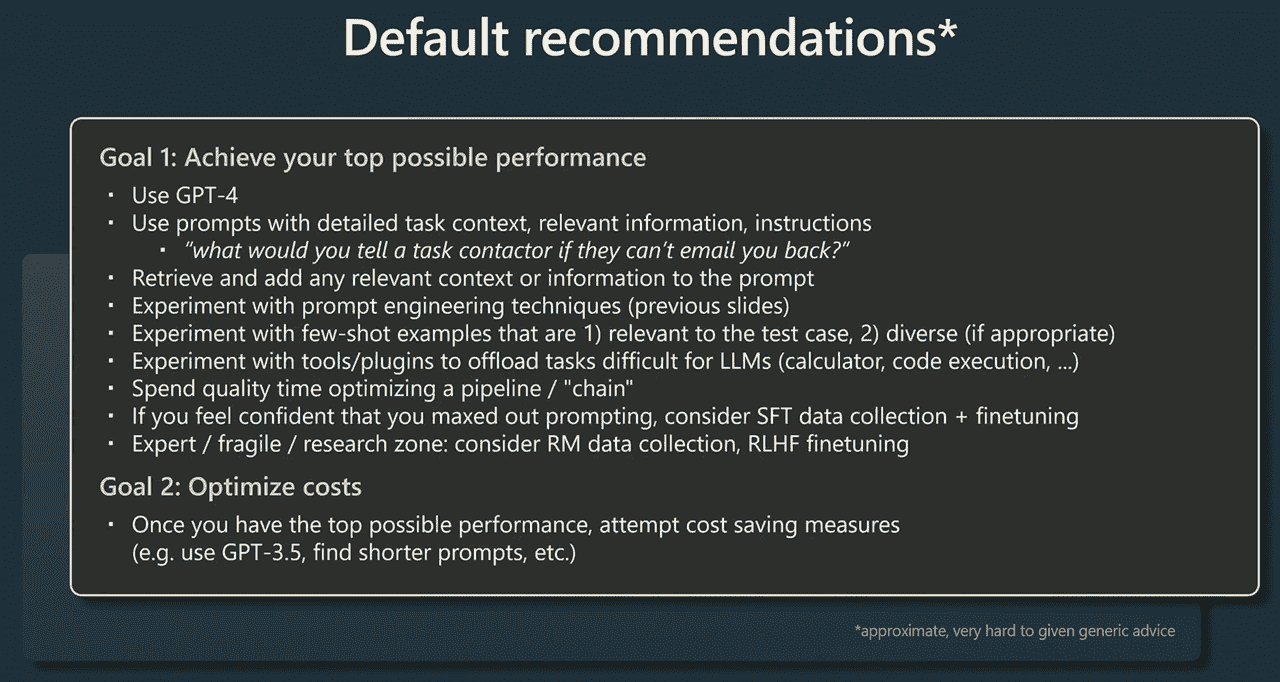 Default recommendations*
Goal 1: Achieve your top possible performance
· Use GPT-4
· Use prompts with detailed task context, relevant information, instructions
· “what would you tell a task contactor if they can’t email you back?“
· Retrieve and add any relevant context or information to the prompt
· Experiment with prompt engineering techniques (previous slides)
· Experiment with few-shot examples that are 1) relevant to the test case, 2) diverse (if appropriate)
· Experiment with tools/plugins to offload tasks difficult for LLMs (calculator, code execution, ...)
· Spend quality time optimizing a pipeline / "chain"
· If you feel confident that you maxed out prompting, consider SFT data collection + finetuning
· Expert / fragile / research zone: consider RM data collection, RLHF finetuning
Goal 2: Optimize costs
· Once you have the top possible performance, attempt cost saving measures
(e.g. use GPT-3.5, find shorter prompts, etc.)
*approximate, very hard to given generic advice